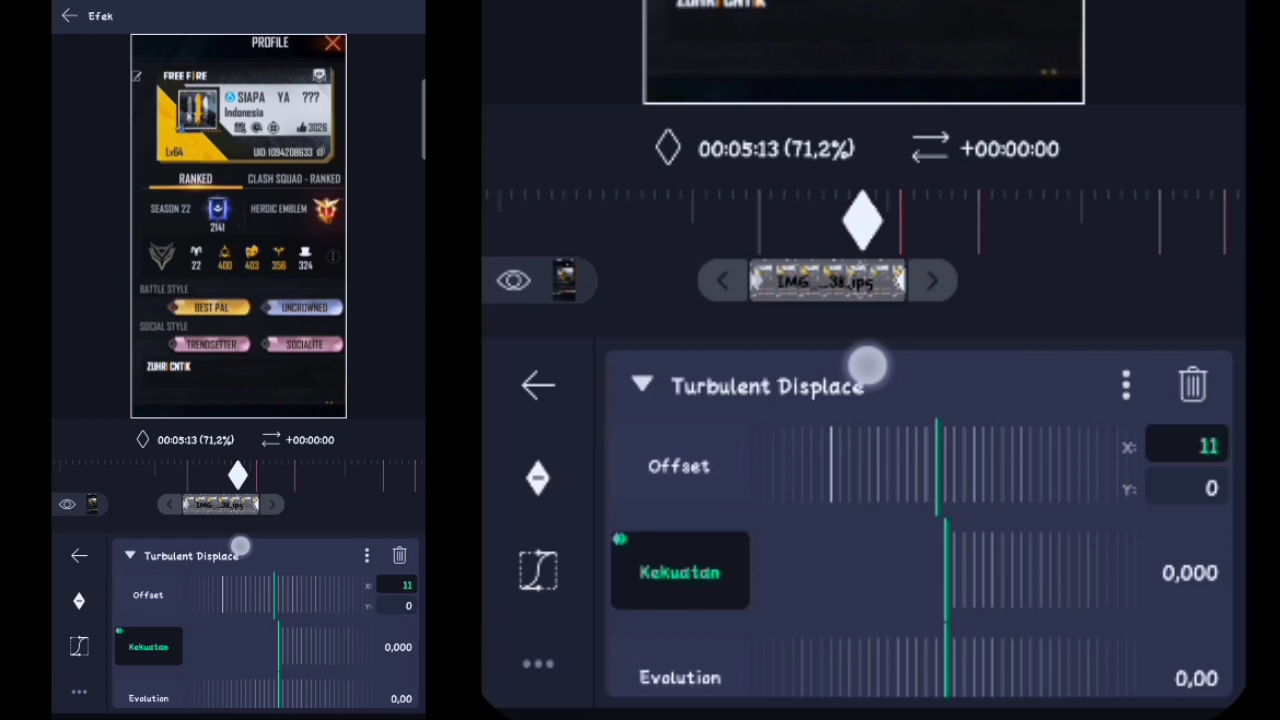 Efek
PROFILE
FREE FIRE
SIAPA YA ???
Indonesia
3026
Lv64
UID:1094208633
RANKED
CLASH SQUAD - RANKED
SEASON 22
2141
HEROIC EMBLEM
22 400 403 356 324
BATTLE STYLE
BEST PAL
UNCROWNED
SOCIAL STYLE
TRENDSETTER
SOCIALITE
ZUHRI CNTIK
00:05:13 (71,2%)
+00:00:00
IMG_...38.jpg
Turbulent Displace
Offset
X: 11
Y: 0
Kekuatan
0,000
Evolution
0,00
ZUHRI CNTIK
00:05:13 (71,2%)
+00:00:00
IMG_...38.jpg
Turbulent Displace
Offset
X: 11
Y: 0
Kekuatan
0,000
Evolution
0,00